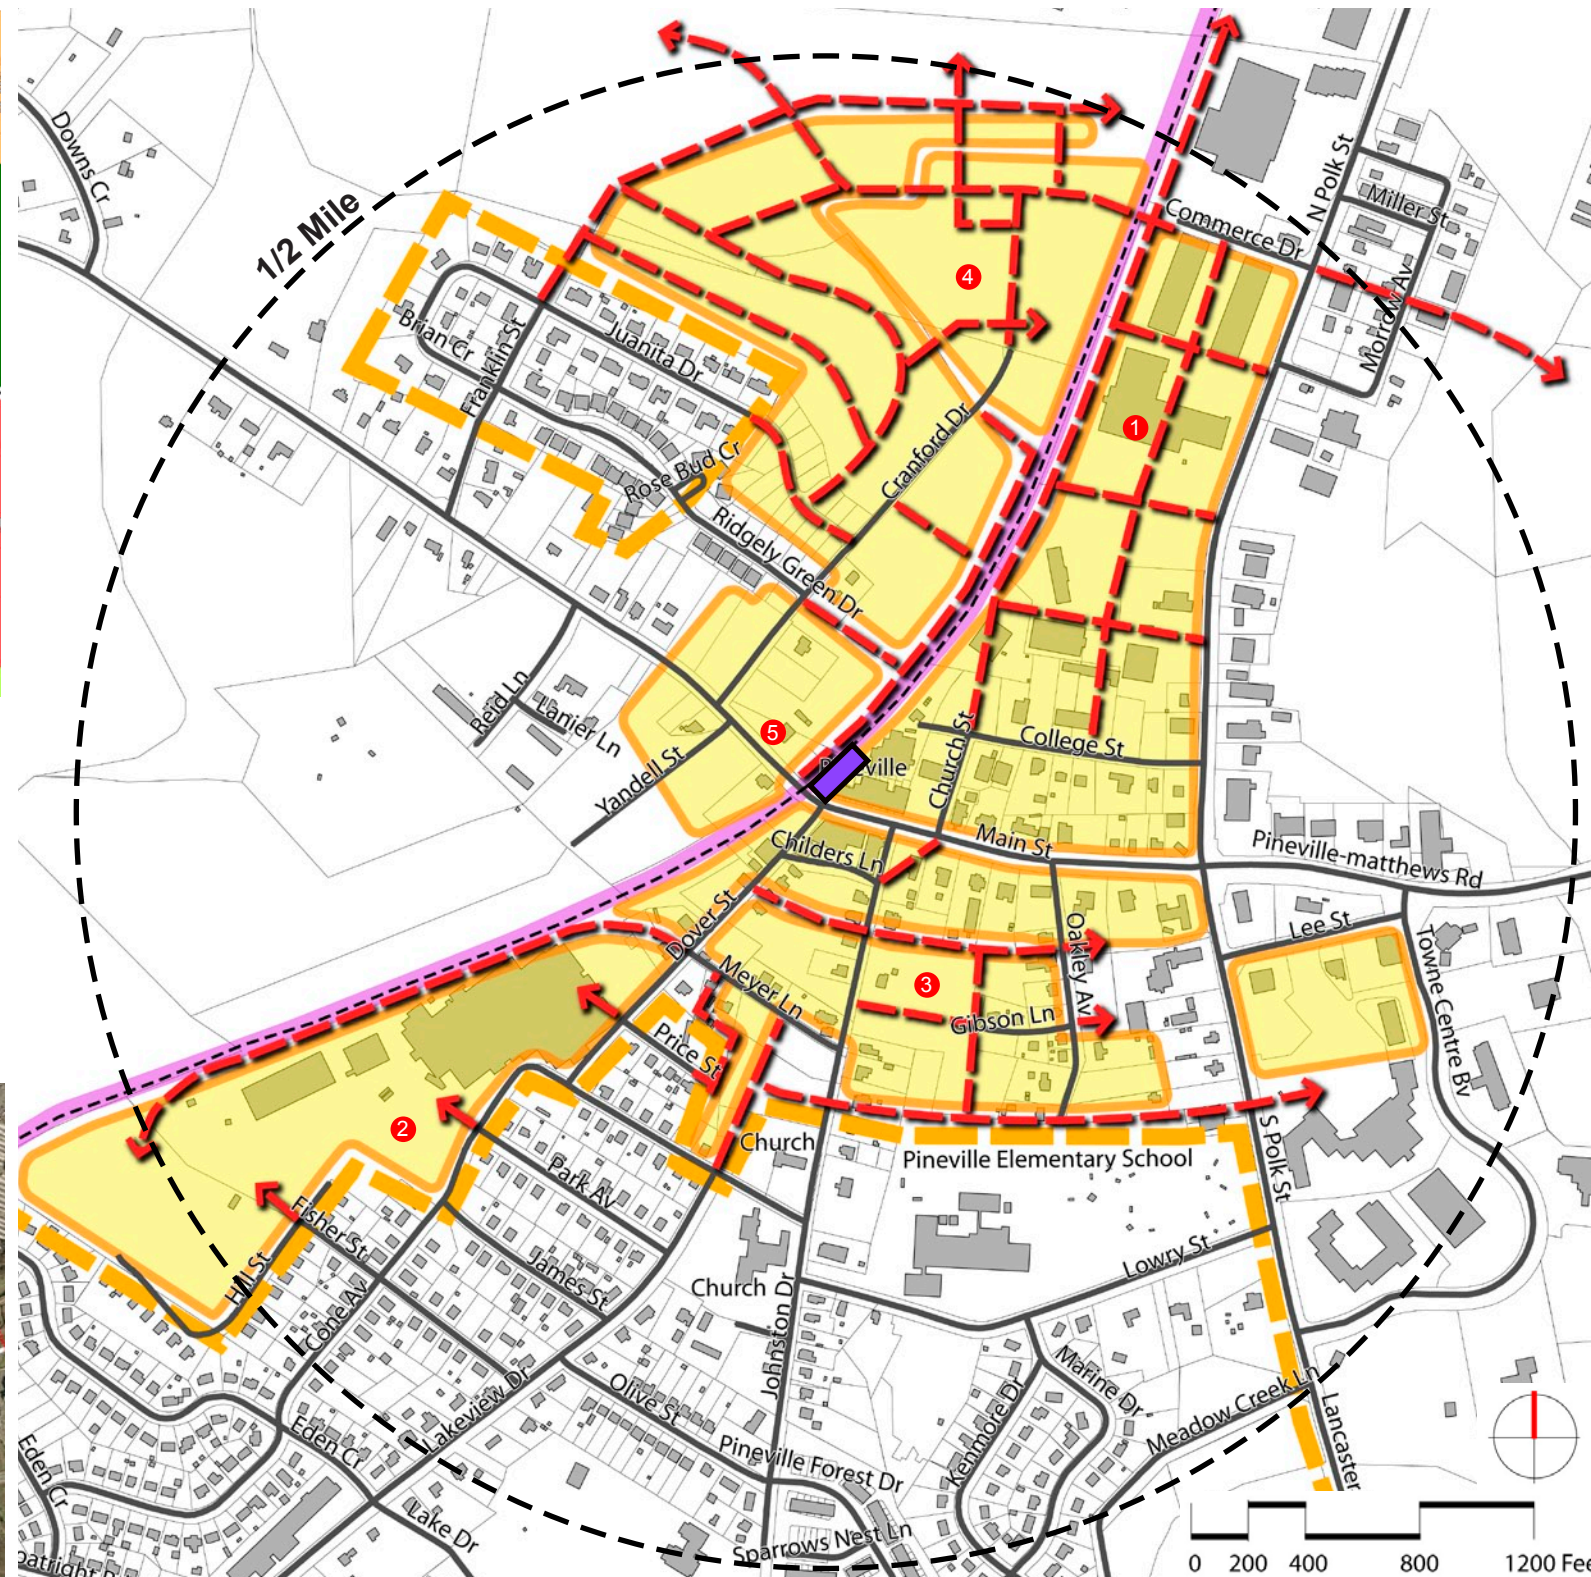 Downs Cr
1/2 Mile
N Polk St
Miller St
Commerce Dr
Morrow Av
4
Brian Cr
Franklin St
Juanita Dr
1
Cranford Dr
Rose Bud Cr
Ridgely Green Dr
Reid Ln
Lanier Ln
Yandell St
5
ville
Church St
College St
Main St
Childers Ln
Pineville-matthews Rd
Dover St
Oakley Av
Lee St
Towne Centre Bv
Meyer Ln
3
Gibson Ln
Price St
2
Church
Pineville Elementary School
S Polk St
Park Av
Fisher St
Hill St
James St
Cone Av
Lowry St
Church
Johnston Dr
Marine Dr
Kenmore Dr
Meadow Creek Ln
Lancaster
Olive St
Lakeview Dr
Eden Cr
Eden Cr
Pineville Forest Dr
Lake Dr
Sparrows Nest Ln
0 200 400 800 1200 Fee